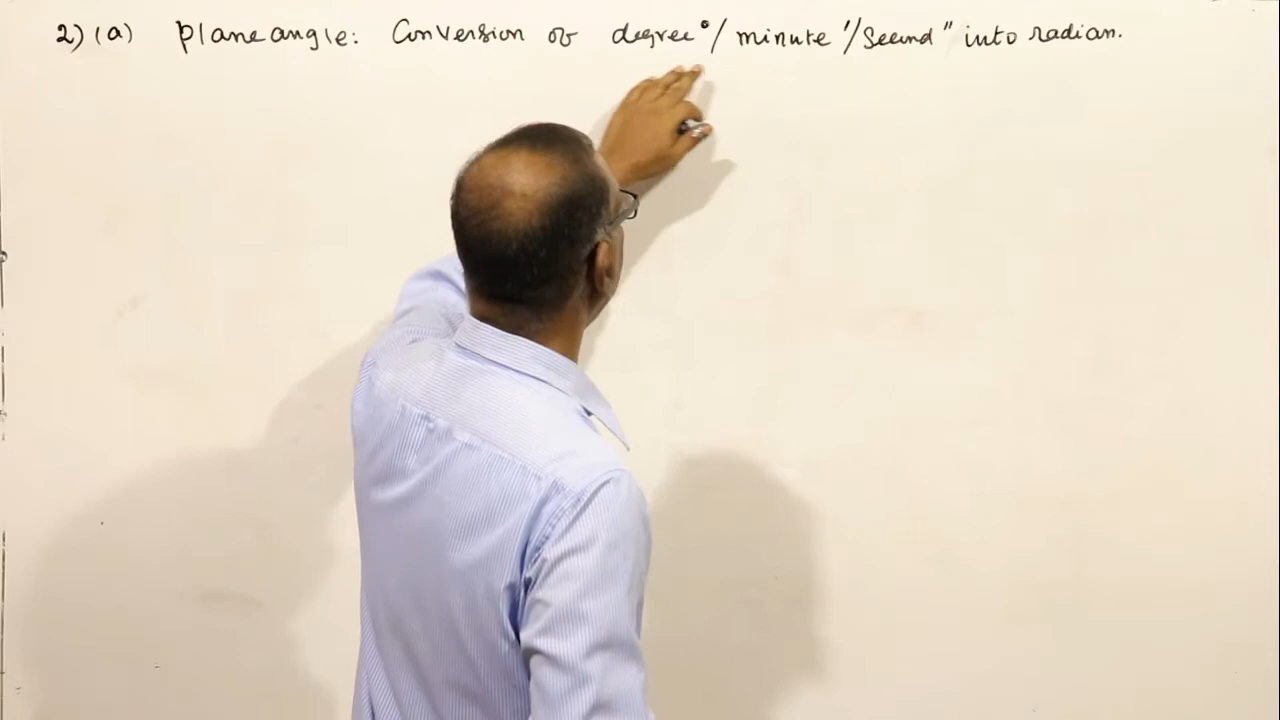 2) (a) Plane angle: Conversion of degree°/ minute '/Second " into radian.